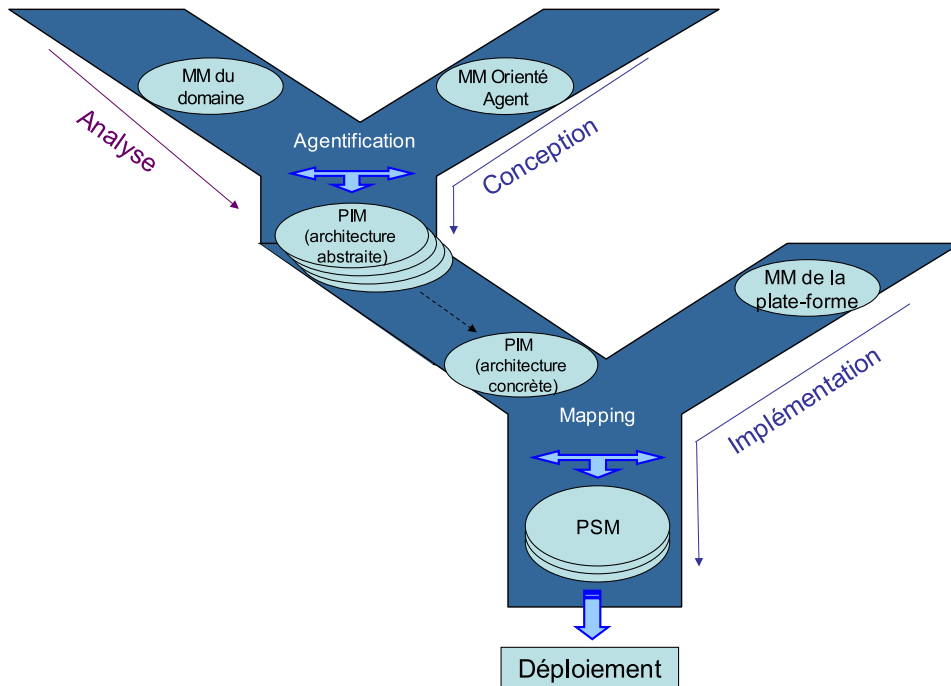 MM du
domaine
MM Orienté
Agent
Analyse
Agentification
Conception
PIM
(architecture
abstraite)
MM de la
plate-forme
PIM
(architecture
concrète)
Implémentation
Mapping
PSM
Déploiement